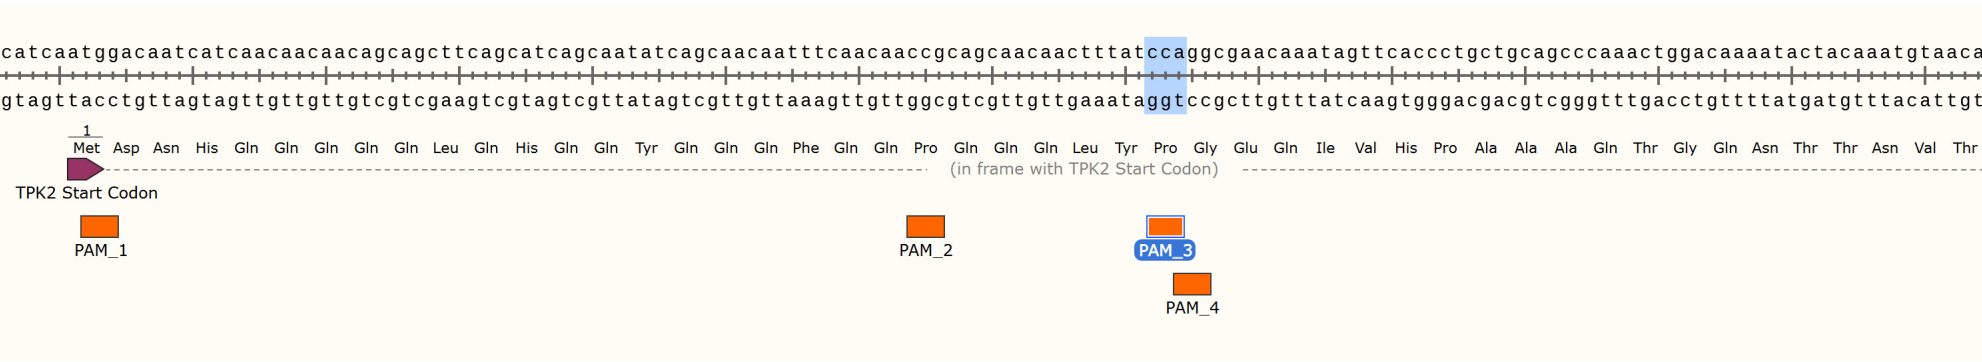 catcaatggacaatcatcaacaacaacagcagcttcagcatcagcaatatcagcaacaatttcaacaaccgcagcaacaactttatccaggcgaacaaatagttcaccctgctgcagcccaaactggacaaaatactacaaatgtaaca
gtagttacctgttagtagttgttgttgtcgtcgaagtcgtagtcgttatagtcgttgttaaagttgttggcgtcgttgttgaaataggtccgcttgtttatcaagtgggacgacgtcgggtttgacctgttttatgatgtttacattgt
1
Met Asp Asn His Gln Gln Gln Gln Gln Leu Gln His Gln Gln Tyr Gln Gln Gln Phe Gln Gln Pro Gln Gln Gln Leu Tyr Pro Gly Glu Gln Ile Val His Pro Ala Ala Ala Gln Thr Gly Gln Asn Thr Thr Asn Val Thr
(in frame with TPK2 Start Codon)
TPK2 Start Codon
PAM_1 PAM_2 PAM_3
PAM_4